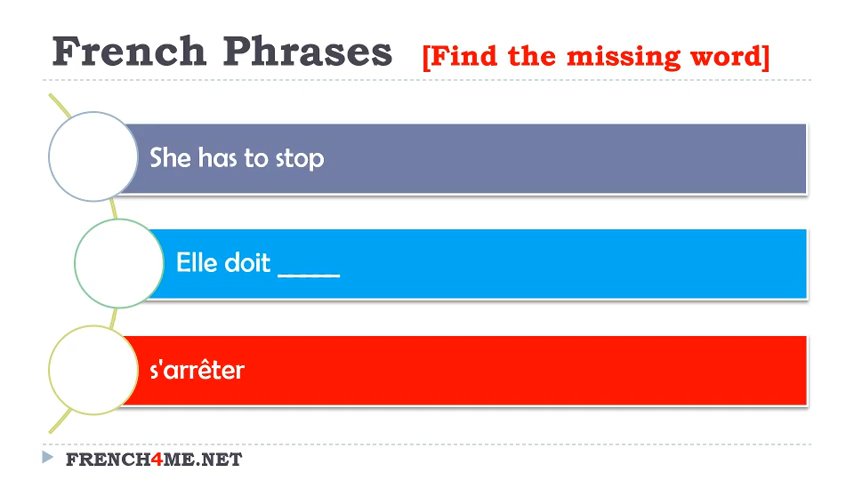 French Phrases [Find the missing word]
She has to stop
Elle doit _____
s'arrêter
FRENCH4ME.NET